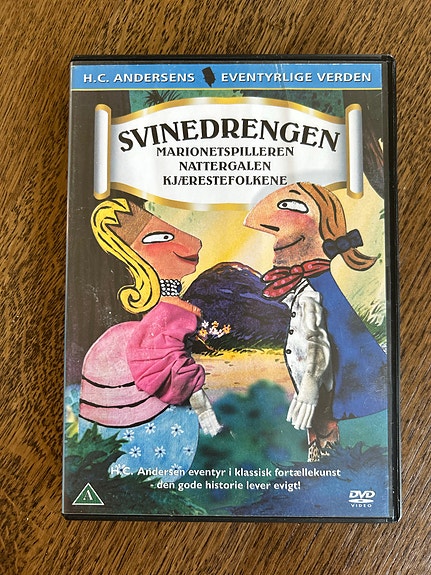 H.C. ANDERSENS EVENTYRLIGE VERDEN
SVINEDRENGEN
MARIONETSPILLEREN
NATTERGALEN
KJÆRESTEFOLKENE
H.C. Andersen eventyr i klassisk fortællekunst
- den gode historie lever evigt!
A
DVD
VIDEO